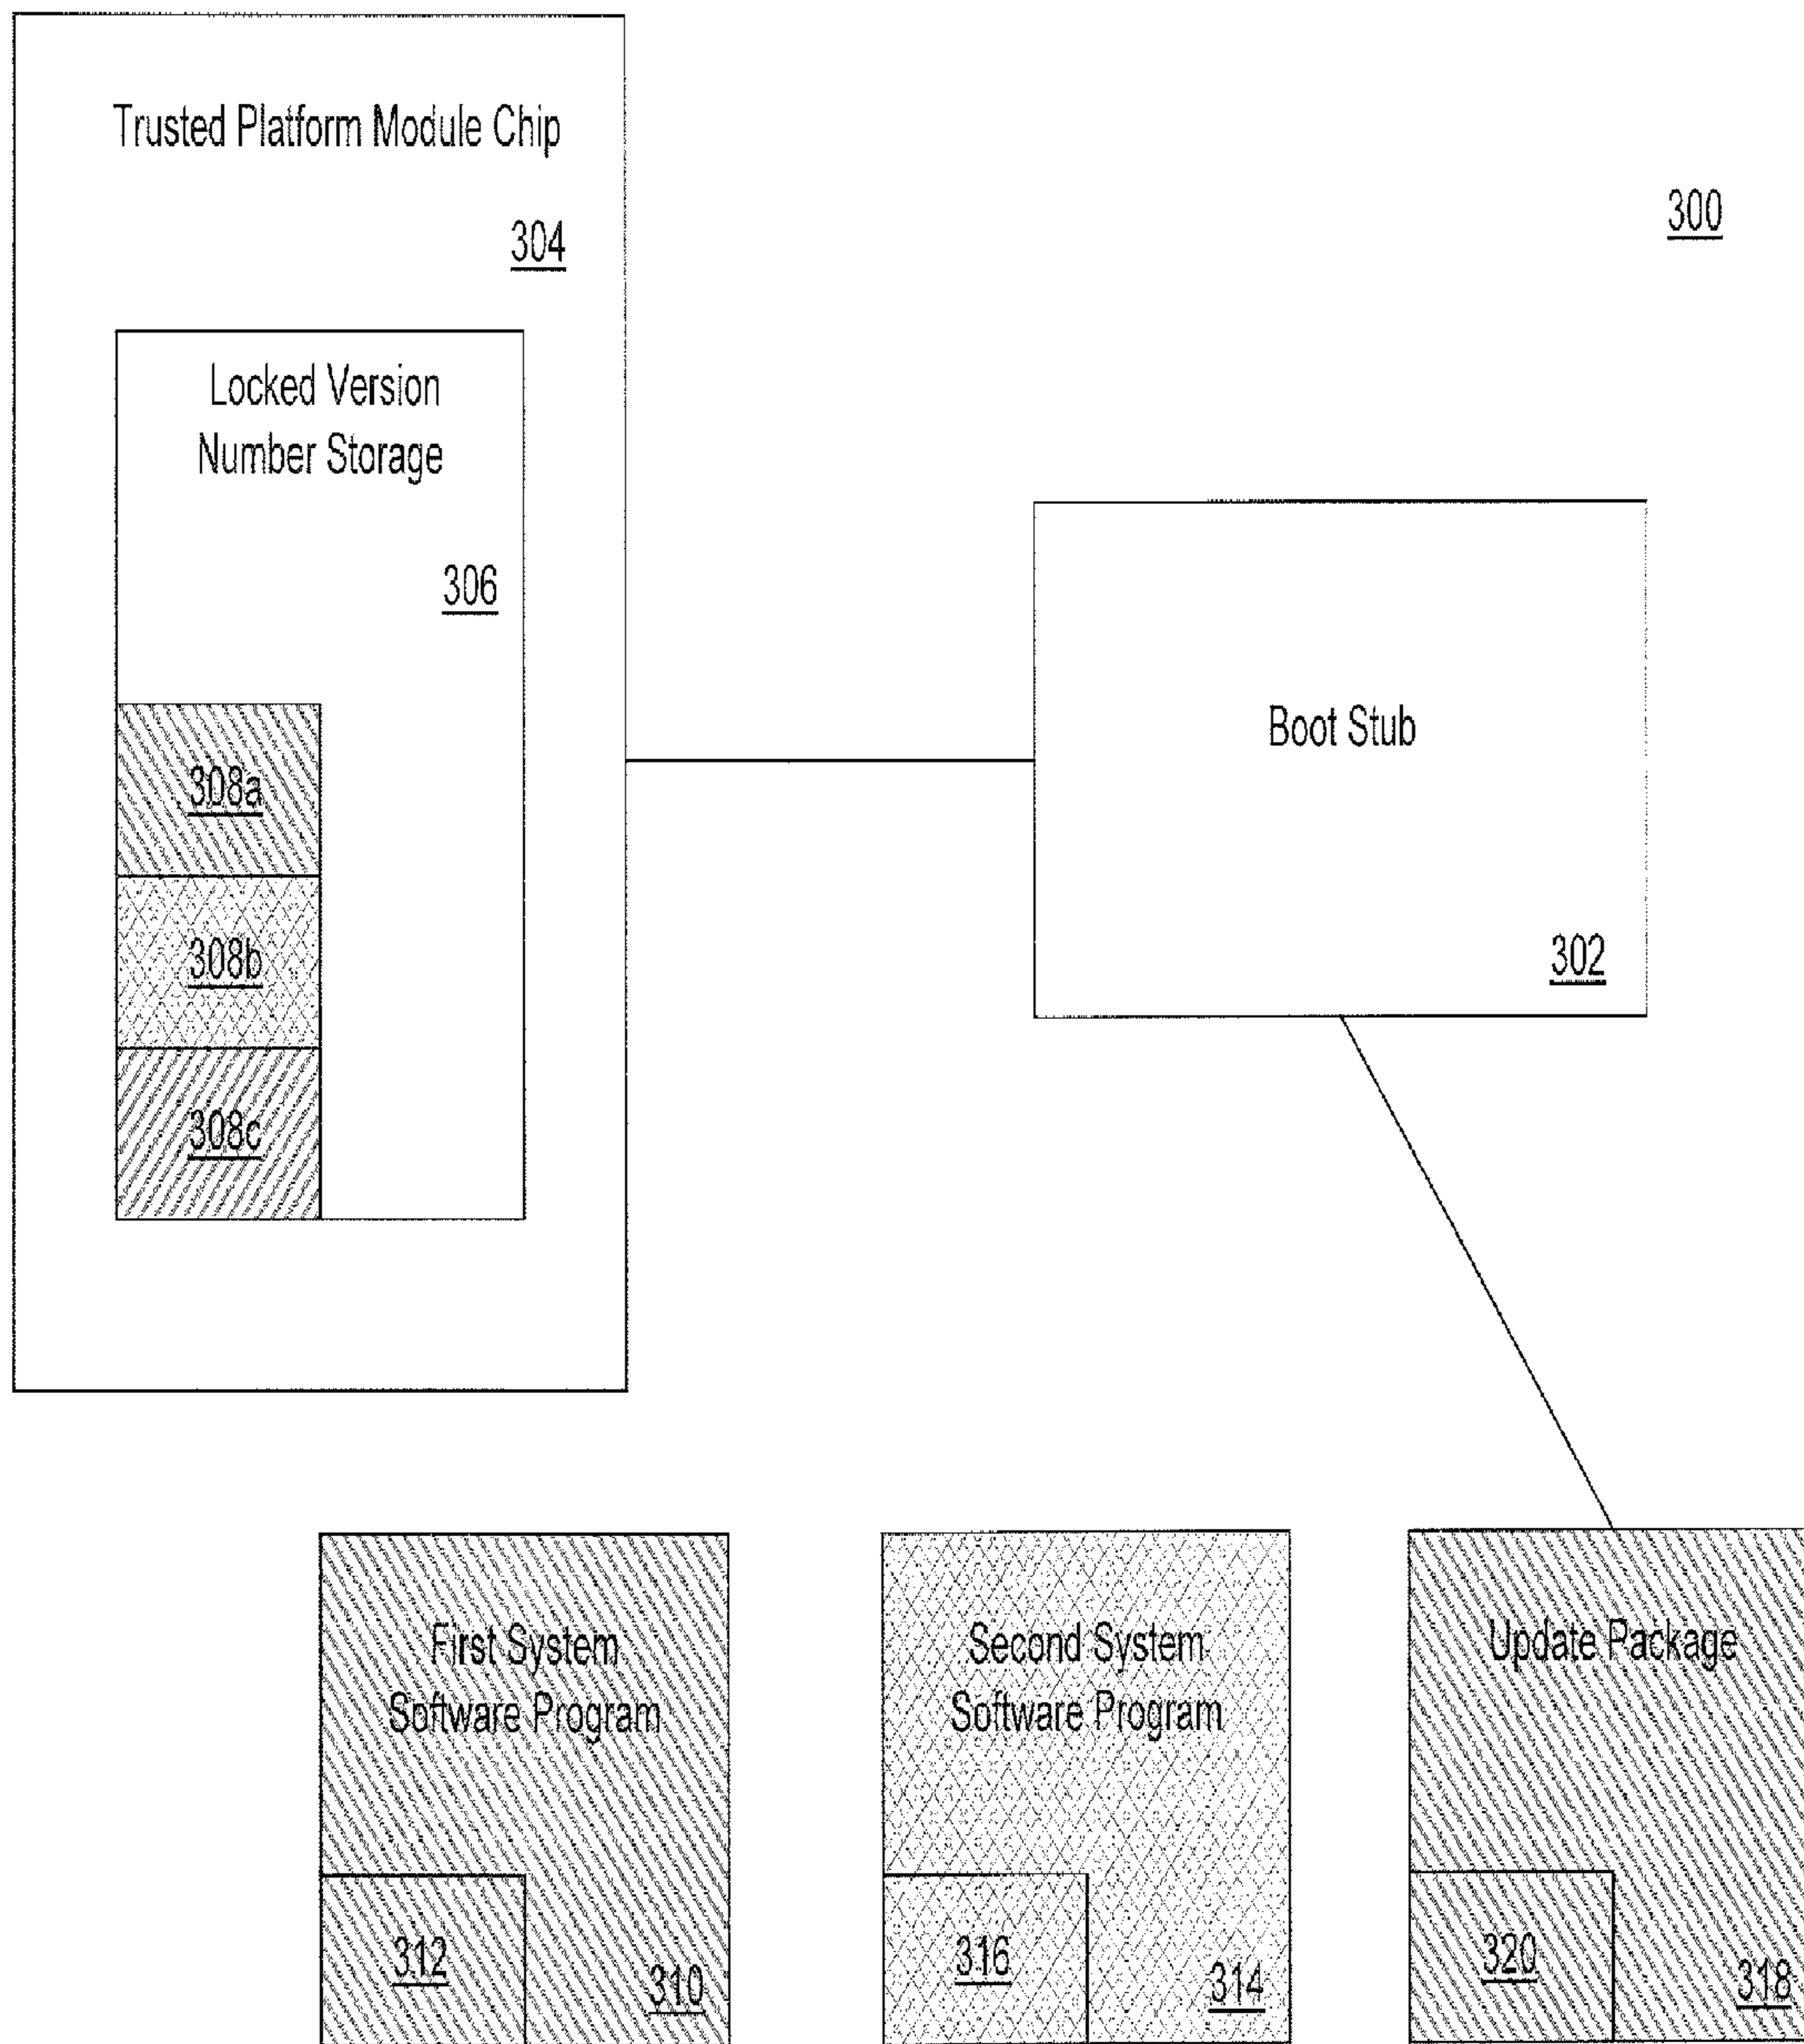 Trusted Platform Module Chip
304
300
Locked Version
Number Storage
306
308a
308b
308c
Boot Stub
302
First System
Software Program
312
310
Second System
Software Program
316
314
Update Package
320
318